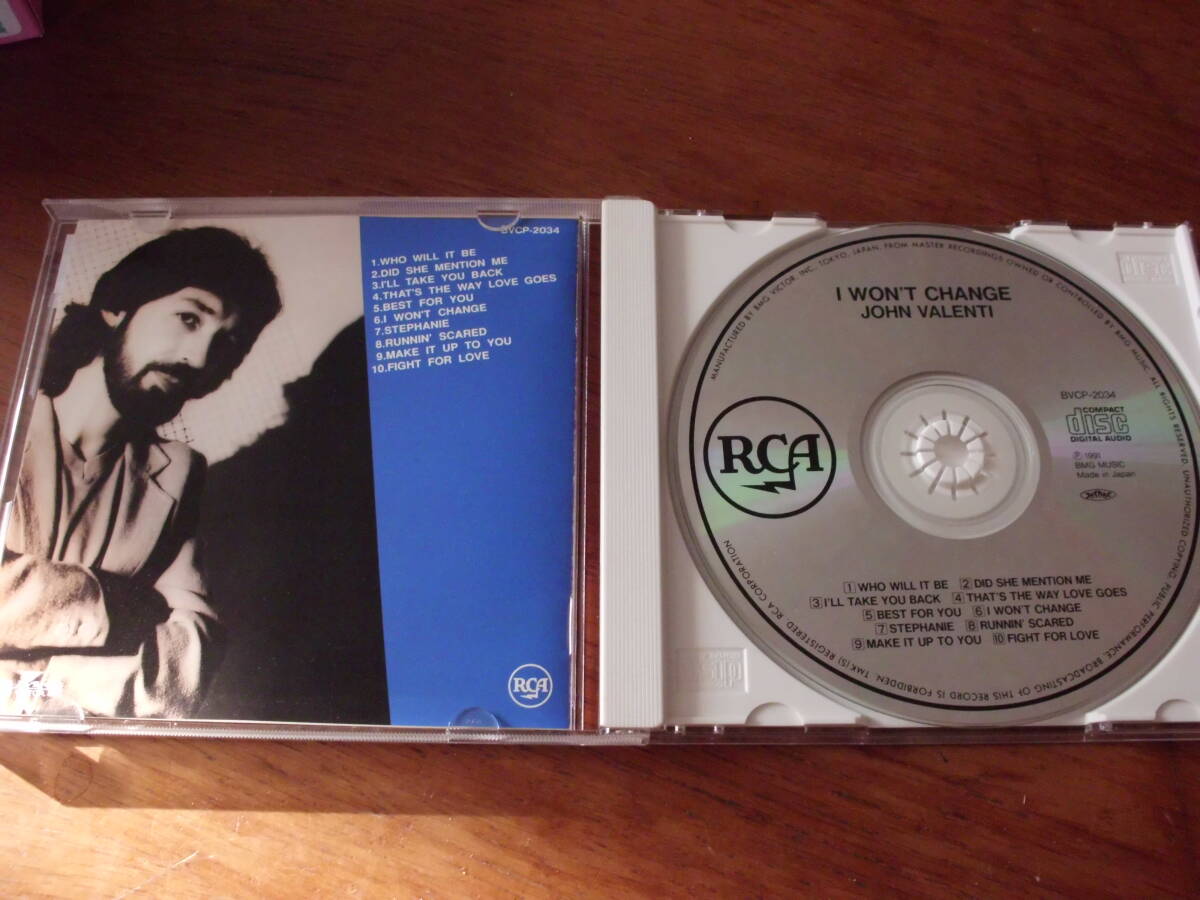 BVCP-2034
1.WHO WILL IT BE
2.DID SHE MENTION ME
3.I'LL TAKE YOU BACK
4.THAT'S THE WAY LOVE GOES
5.BEST FOR YOU
6.I WON'T CHANGE
7.STEPHANIE
8.RUNNIN' SCARED
9.MAKE IT UP TO YOU
10.FIGHT FOR LOVE
RCA
MANUFACTURED BY BMG VICTOR INC. TOKYO, JAPAN, FROM MASTER RECORDINGS OWNED OR CONTROLLED BY BMG MUSIC. ALL RIGHTS RESERVED. UNAUTHORIZED COPYING, PUBLIC PERFORMANCE, BROADCASTING OF THIS RECORD IS FORBIDDEN. TMK(S) REGISTERED. RCA CORPORATION.
I WON'T CHANGE
JOHN VALENTI
RCA
BVCP-2034
COMPACT
disc
DIGITAL AUDIO
Ⓟ1991
BMG MUSIC
Made in Japan
1 WHO WILL IT BE 2 DID SHE MENTION ME
3 I'LL TAKE YOU BACK 4 THAT'S THE WAY LOVE GOES
5 BEST FOR YOU 6 I WON'T CHANGE
7 STEPHANIE 8 RUNNIN' SCARED
9 MAKE IT UP TO YOU 10 FIGHT FOR LOVE